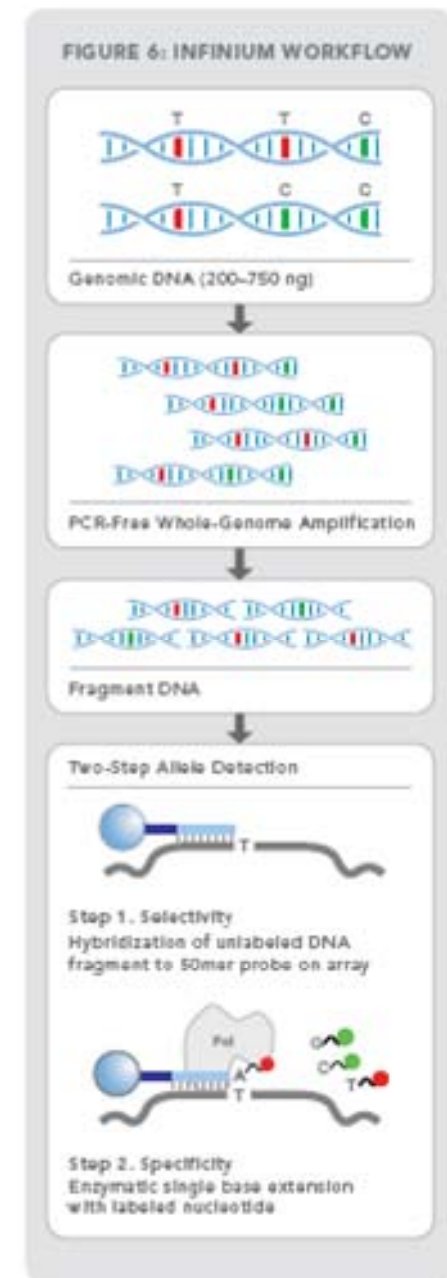 FIGURE 6: INFINIUM WORKFLOW
T T C
T C C
Genomic DNA (200–750 ng)
PCR-Free Whole-Genome Amplification
Fragment DNA
Two-Step Allele Detection
T
Step 1. Selectivity
Hybridization of unlabeled DNA
fragment to 50mer probe on array
Pol
G
C
A
T
T
Step 2. Specificity
Enzymatic single base extension
with labeled nucleotide